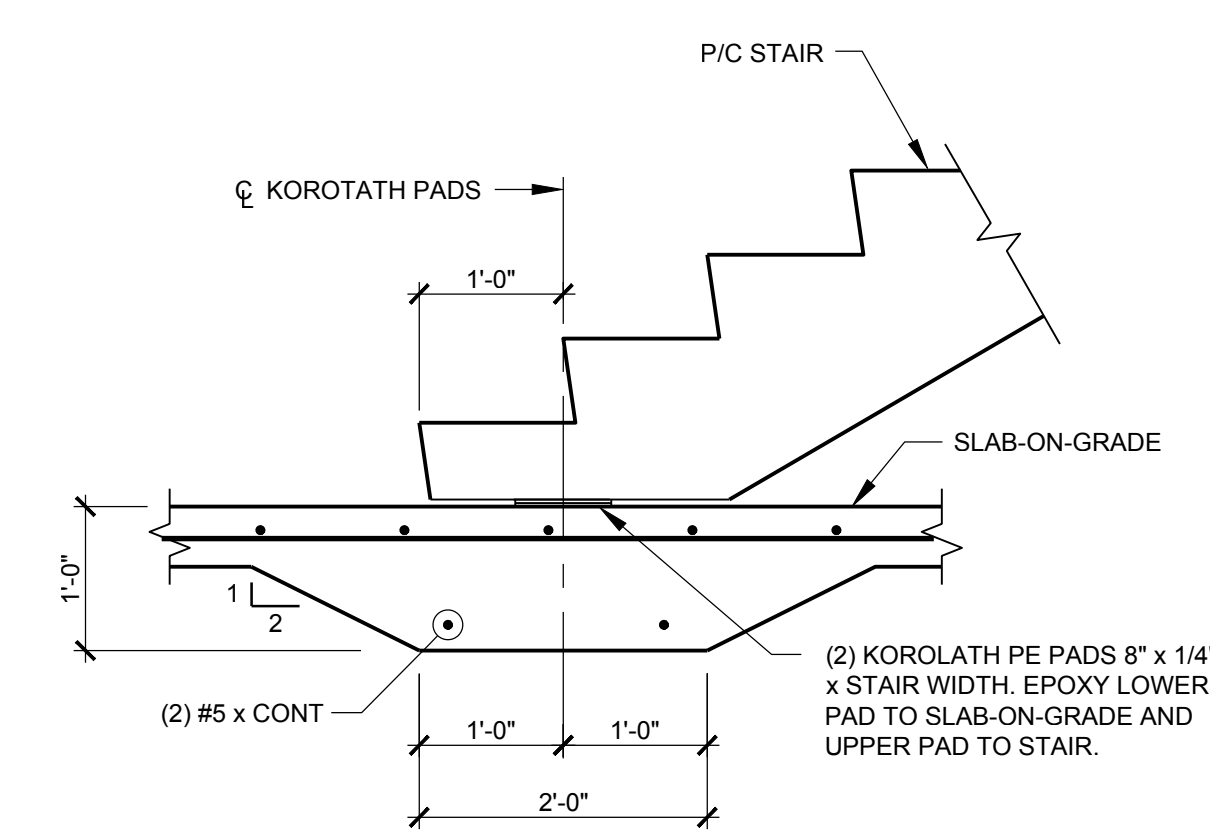 P/C STAIR
℄ KOROTATH PADS
1'-0"
SLAB-ON-GRADE
1'-0"
1
2
(2) KOROLATH PE PADS 8" x 1/4"
x STAIR WIDTH. EPOXY LOWER
PAD TO SLAB-ON-GRADE AND
UPPER PAD TO STAIR.
(2) #5 x CONT
1'-0"
1'-0"
2'-0"